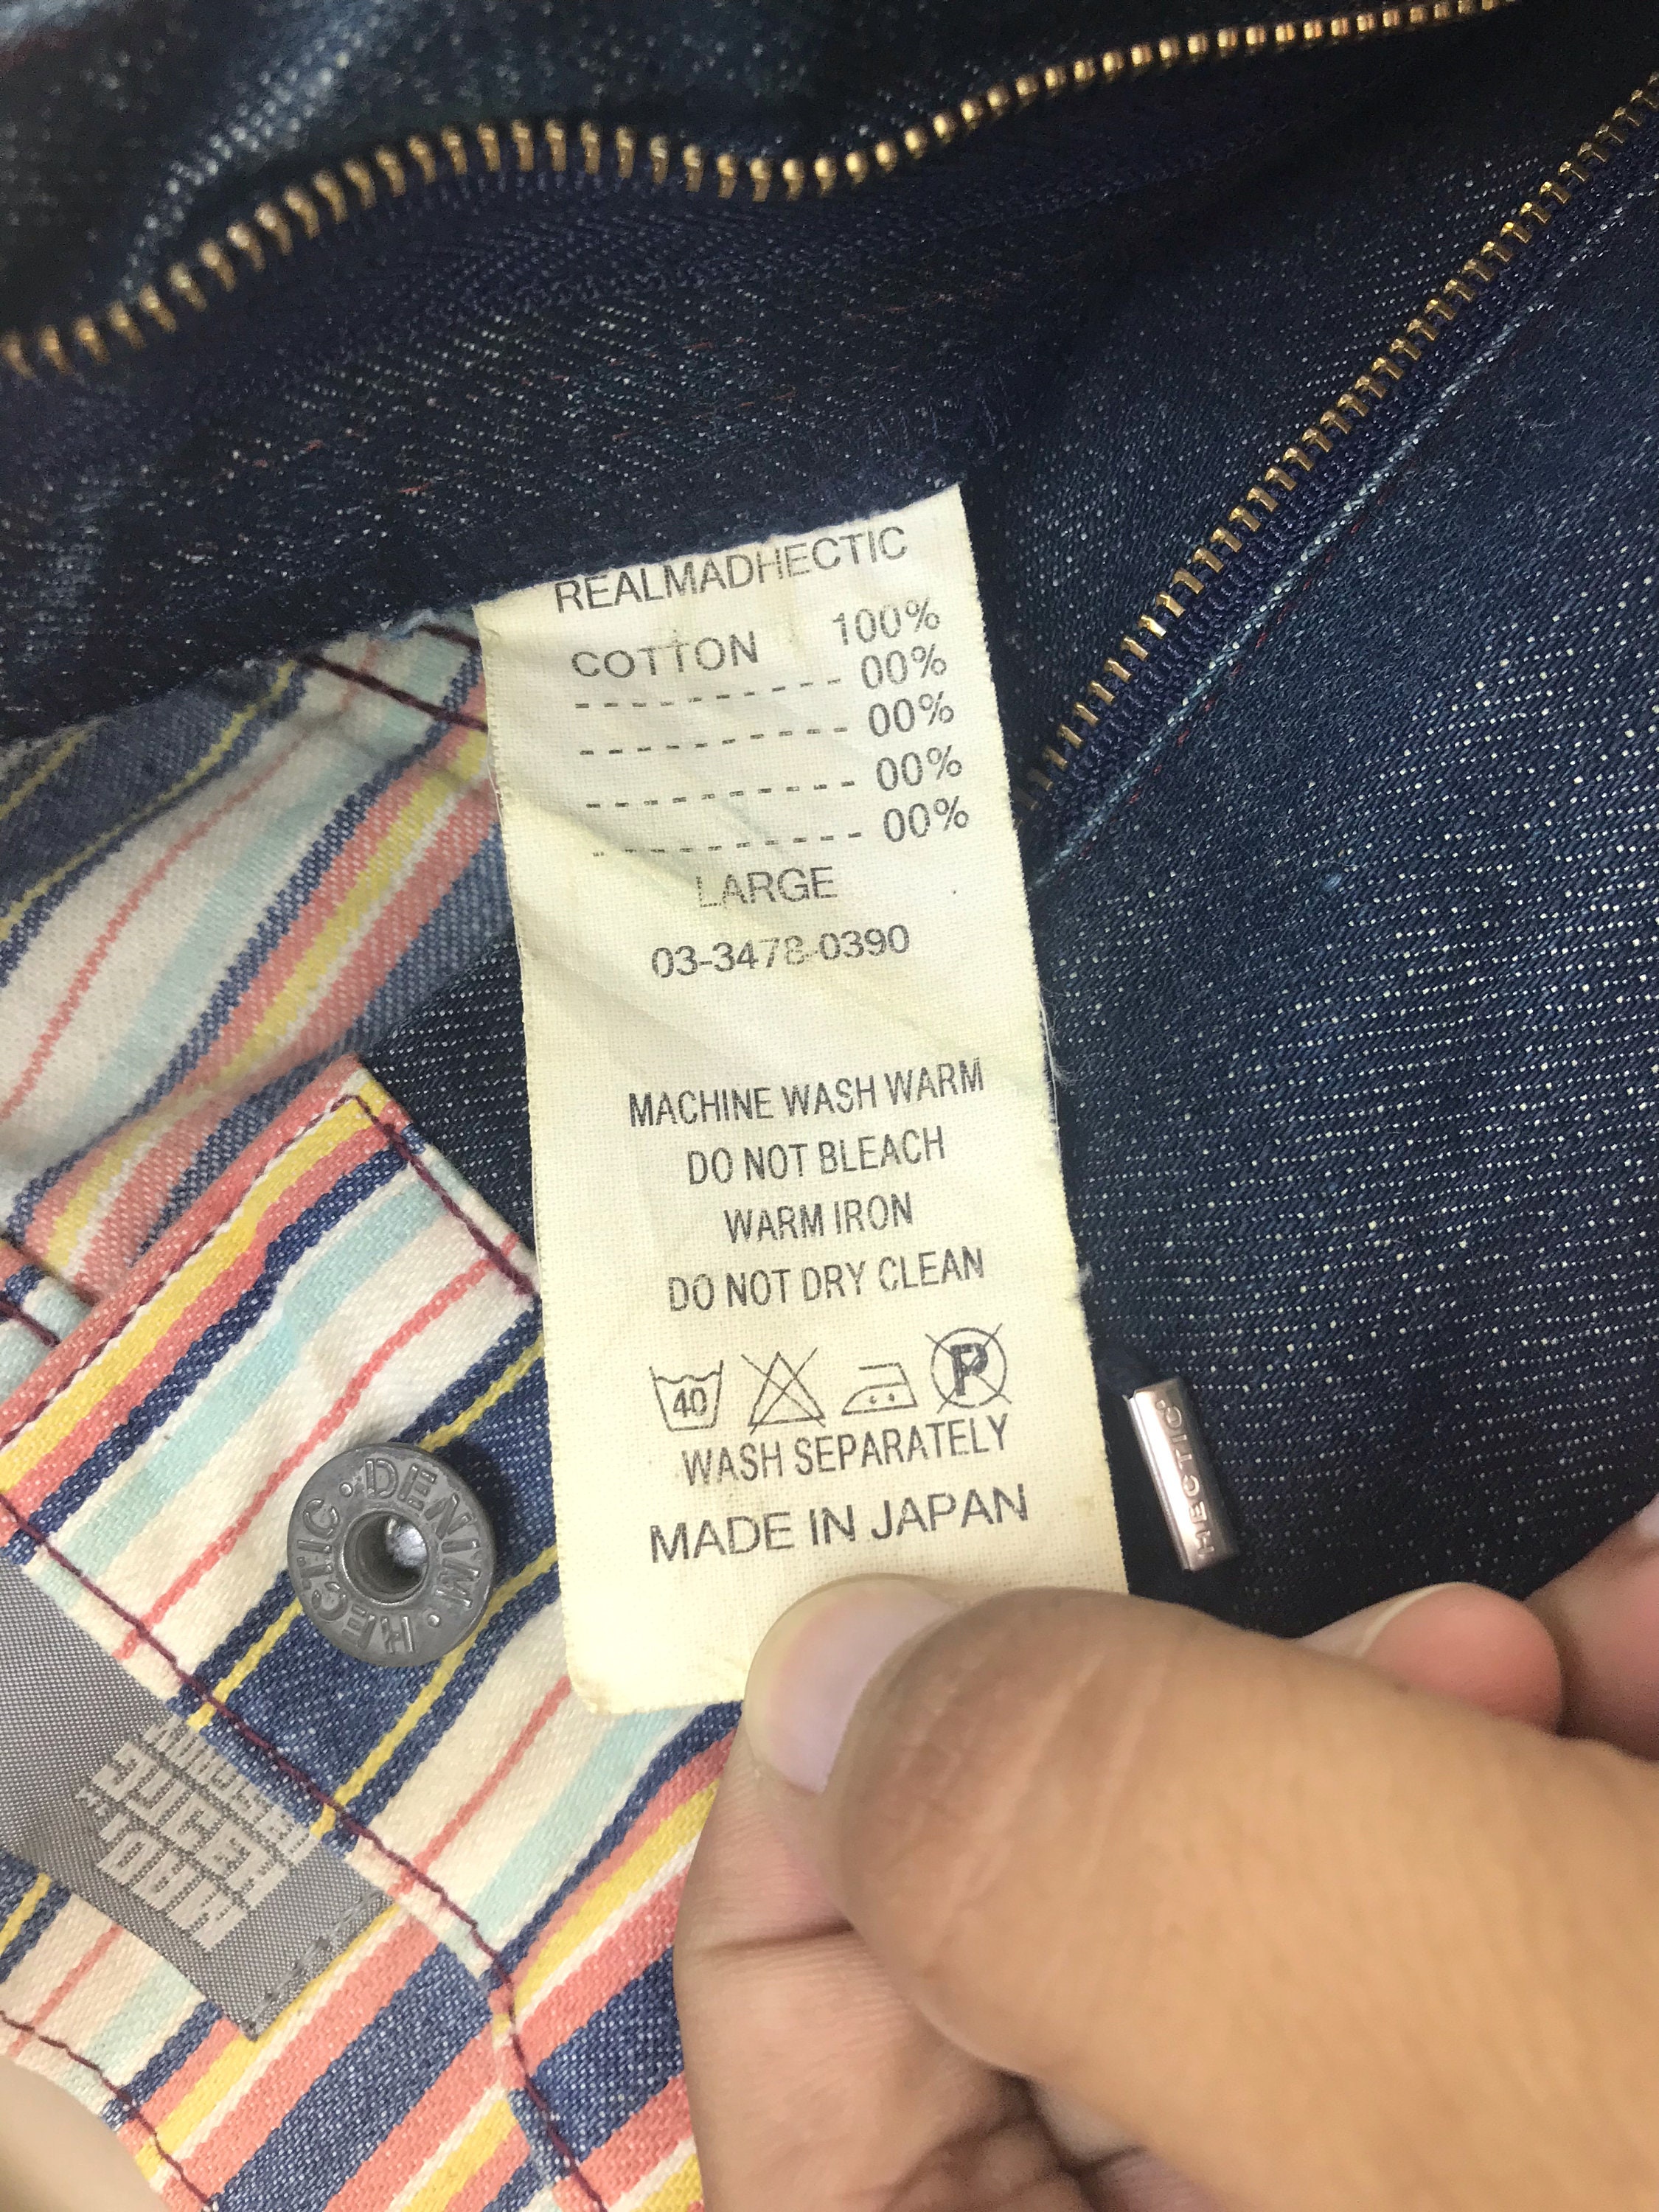 REALMADHECTIC
COTTON 100%
---------- 00%
---------- 00%
---------- 00%
---------- 00%
LARGE
03-3478-0390
MACHINE WASH WARM
DO NOT BLEACH
WARM IRON
DO NOT DRY CLEAN
40 P
WASH SEPARATELY
MADE IN JAPAN
HECTIC.
HECTIC • DENIM •